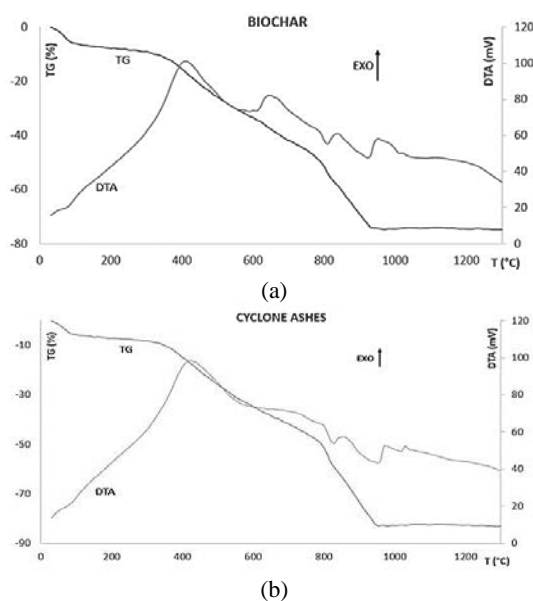 BIOCHAR
0
-20
-40
-60
-80
TG (%)
TG
DTA
EXO
120
100
80
60
40
20
0
DTA (mV)
0 200 400 600 800 1000 1200
T (°C)
(a)
CYCLONE ASHES
-10
-30
-50
-70
-90
TG (%)
TG
DTA
EXO
120
100
80
60
40
20
0
DTA (mV)
0 200 400 600 800 1000 1200
T (°C)
(b)